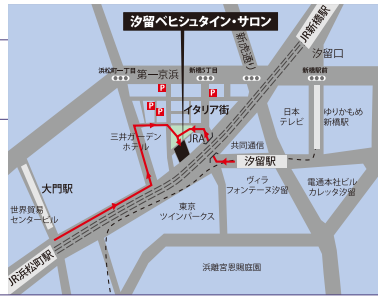 汐留ベヒシュタイン・サロン
JR新橋駅
新虎通り
汐留口
浜松町一丁目
第一京浜
新橋5丁目
新橋駅前
P
P
P
イタリア街
日本
テレビ
ゆりかもめ
新橋駅
三井ガーデン
ホテル
JRA
共同通信
汐留駅
大門駅
ヴィラ
フォンテーヌ汐留
電通本社ビル
カレッタ汐留
世界貿易
センタービル
東京
ツインパークス
JR浜松町駅
浜離宮恩賜庭園